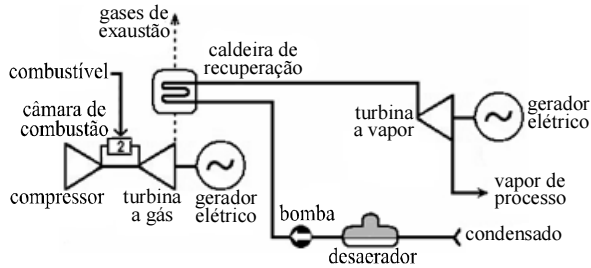 gases de
exaustão
caldeira de
recuperação
combustível
câmara de
combustão
2
compressor
turbina
a gás
gerador
elétrico
turbina
a vapor
gerador
elétrico
vapor de
processo
bomba
desaerador
condensado